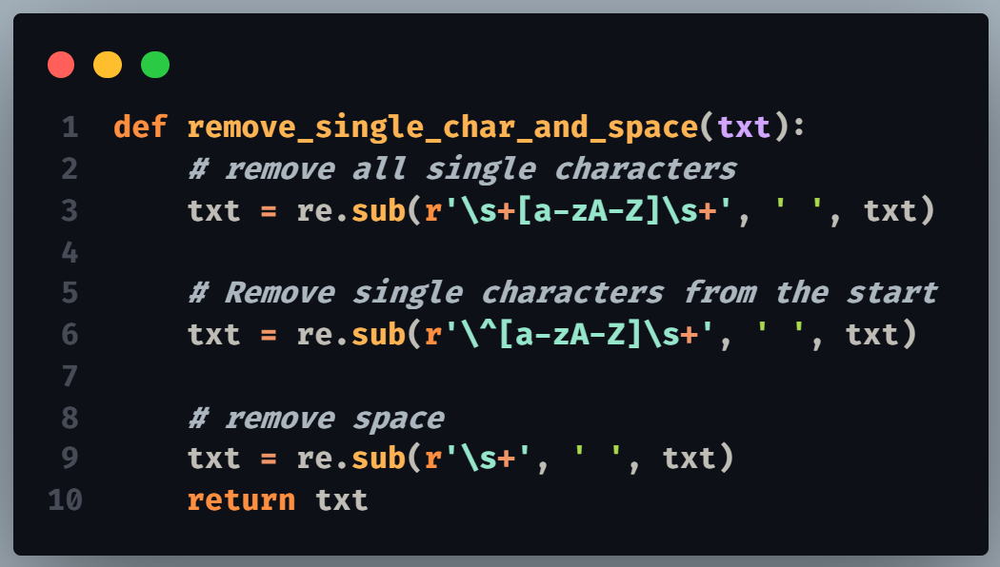 1 def remove_single_char_and_space(txt):
2     # remove all single characters
3     txt = re.sub(r'\s+[a-zA-Z]\s+', ' ', txt)
4
5     # Remove single characters from the start
6     txt = re.sub(r'\^[a-zA-Z]\s+', ' ', txt)
7
8     # remove space
9     txt = re.sub(r'\s+', ' ', txt)
10     return txt